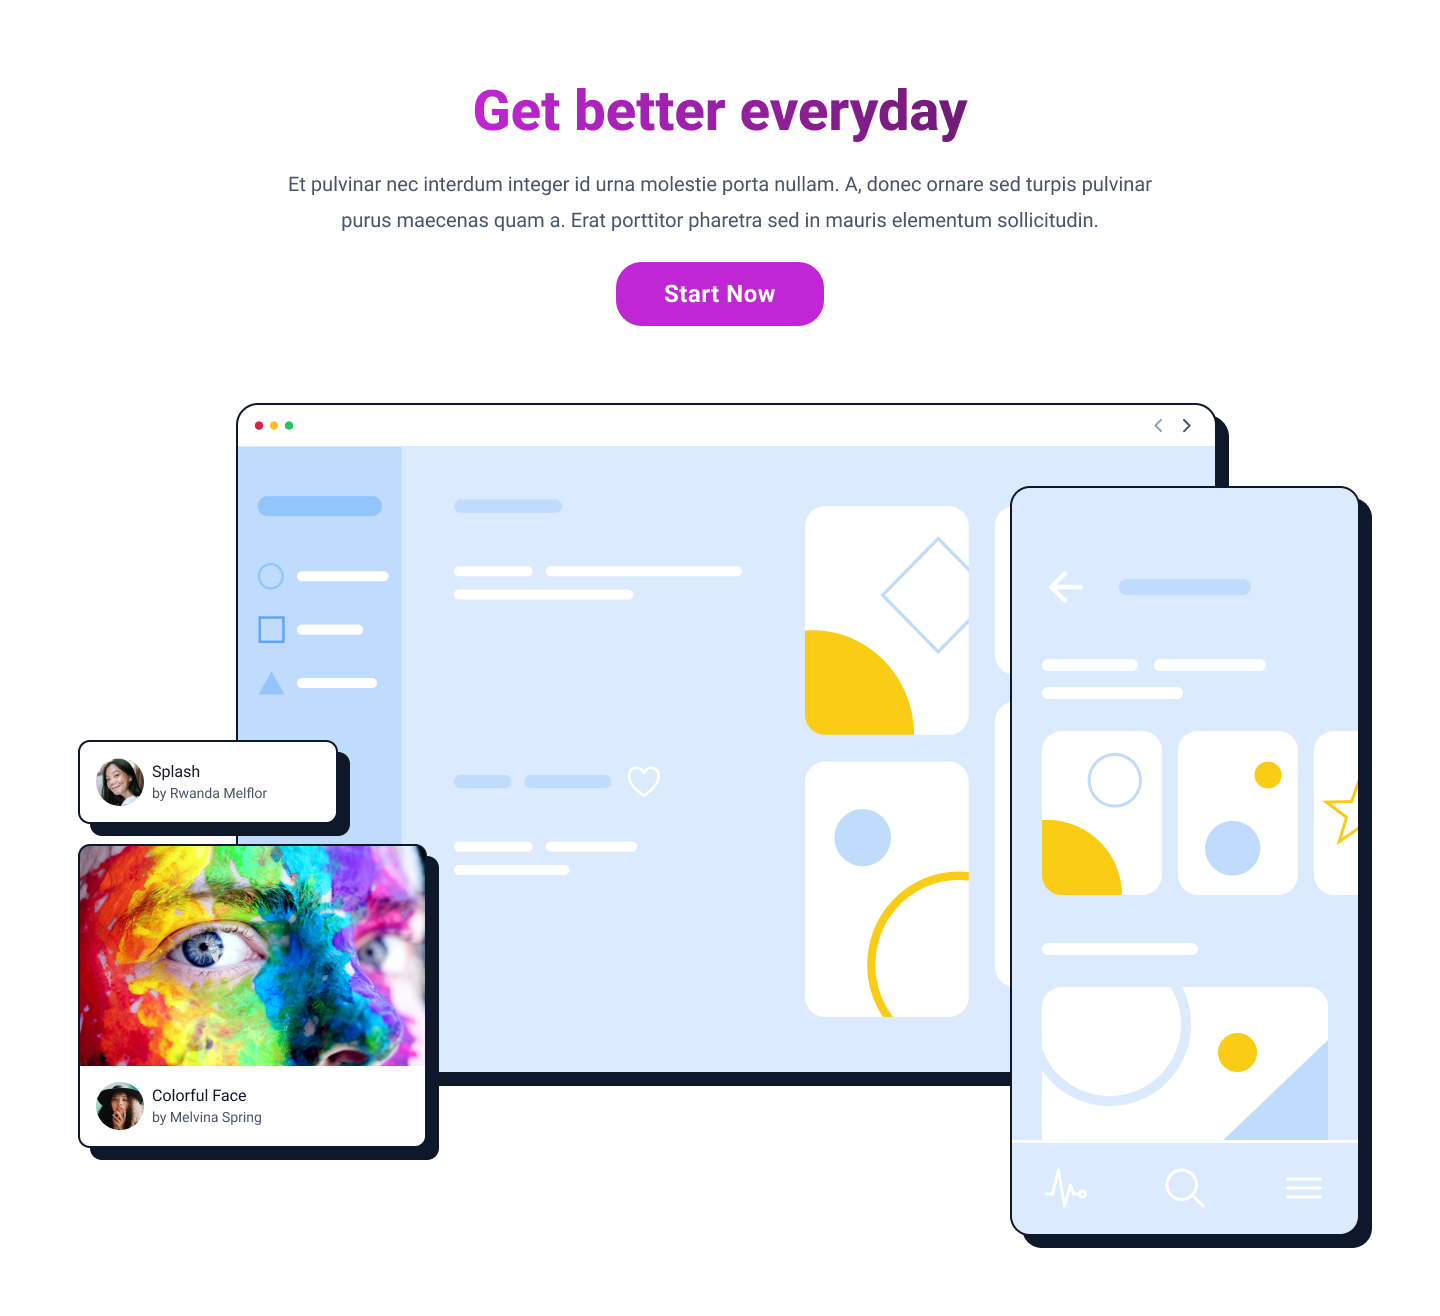 Get better everyday
Et pulvinar nec interdum integer id urna molestie porta nullam. A, donec ornare sed turpis pulvinar
purus maecenas quam a. Erat porttitor pharetra sed in mauris elementum sollicitudin.
Start Now
Splash
by Rwanda Melflor
Colorful Face
by Melvina Spring